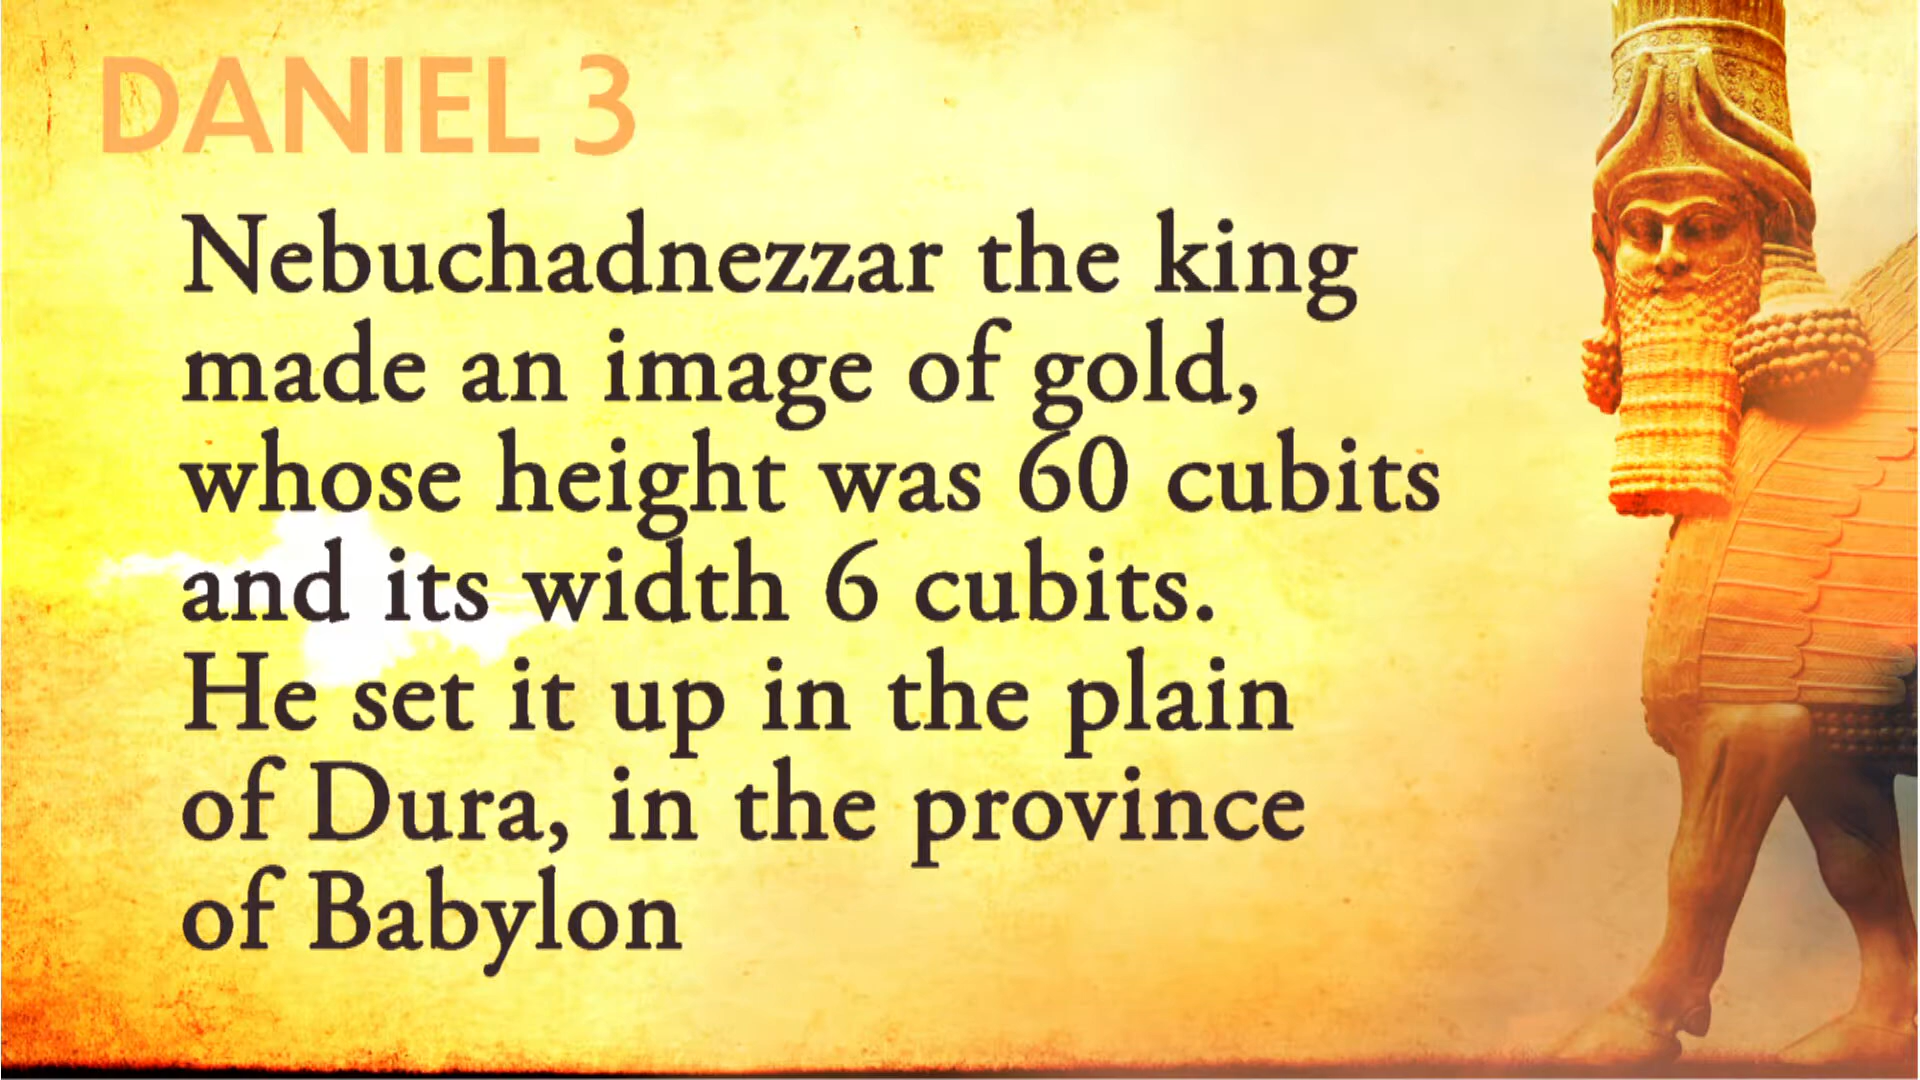 DANIEL 3
Nebuchadnezzar the king
made an image of gold,
whose height was 60 cubits
and its width 6 cubits.
He set it up in the plain
of Dura, in the province
of Babylon